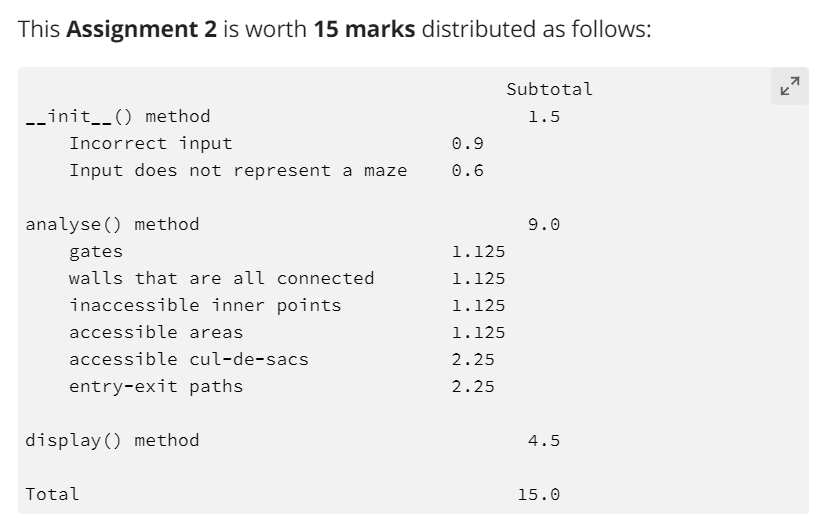 This Assignment 2 is worth 15 marks distributed as follows:
Subtotal
__init__() method 1.5
Incorrect input 0.9
Input does not represent a maze 0.6
analyse() method 9.0
gates 1.125
walls that are all connected 1.125
inaccessible inner points 1.125
accessible areas 1.125
accessible cul-de-sacs 2.25
entry-exit paths 2.25
display() method 4.5
Total 15.0